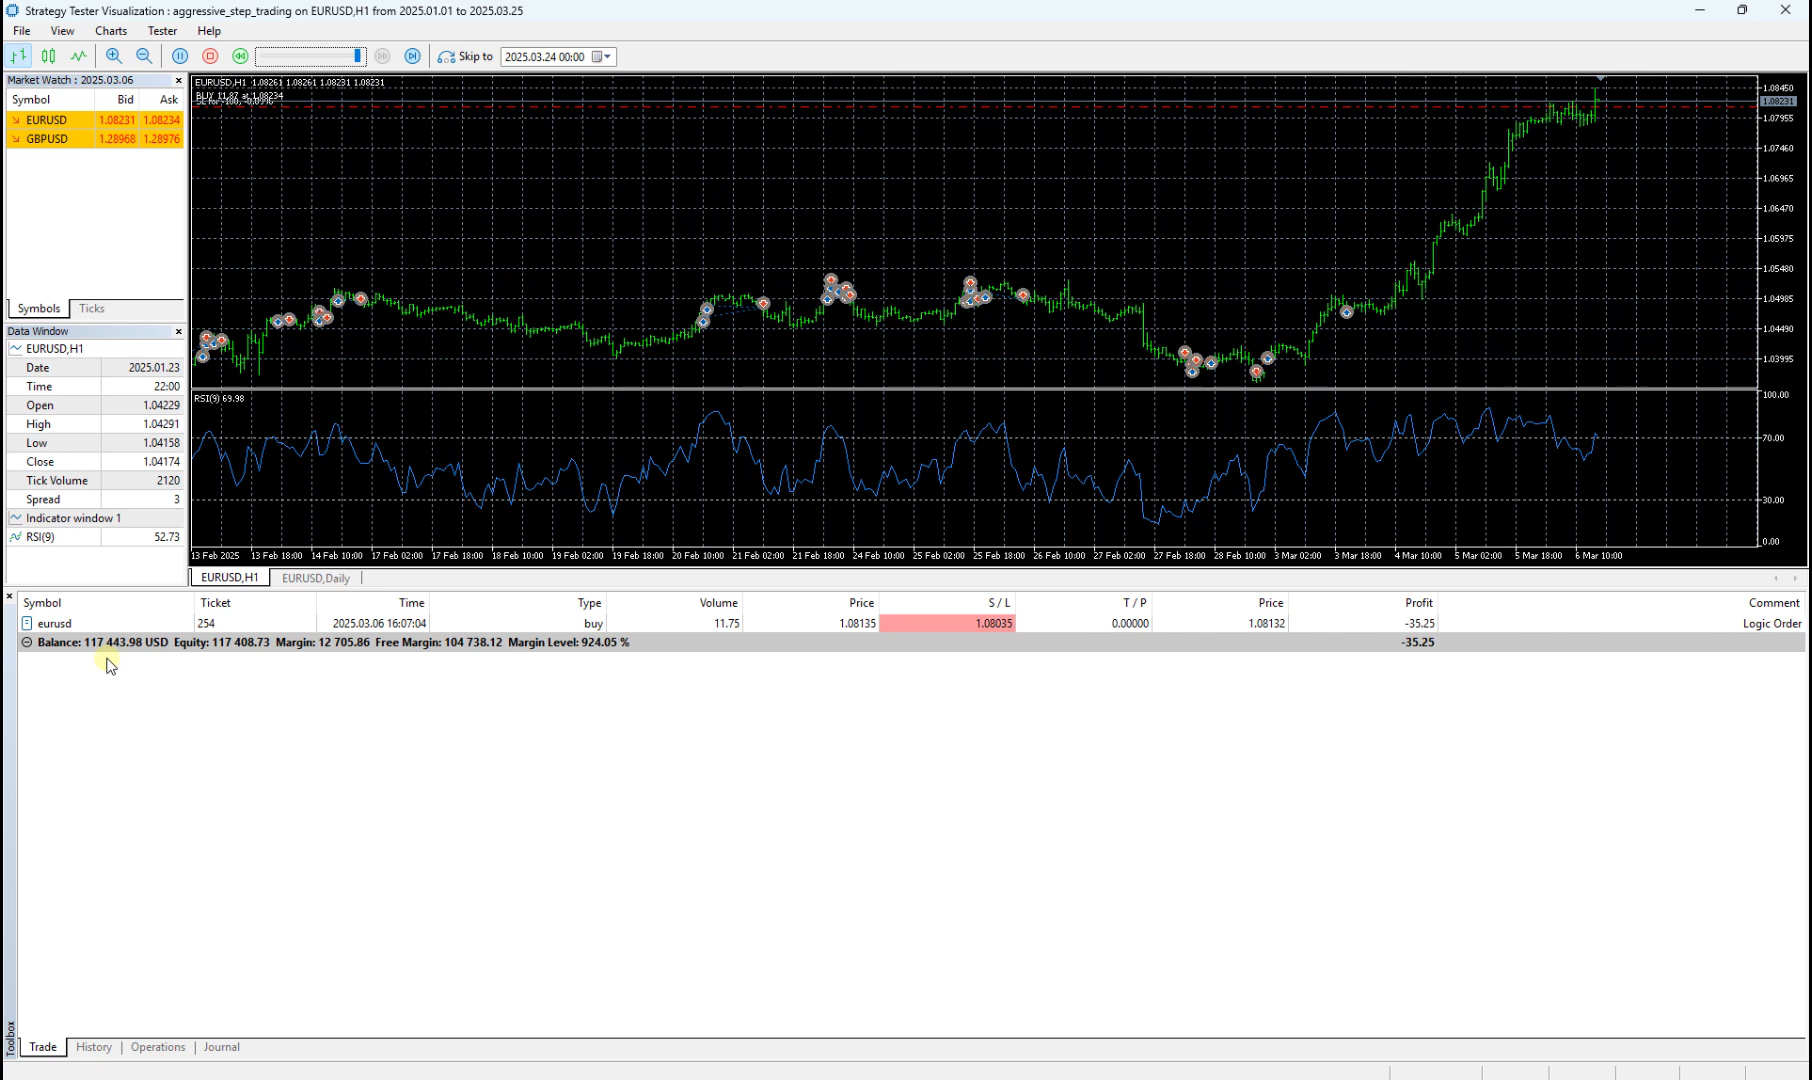 Strategy Tester Visualization : aggressive_step_trading on EURUSD,H1 from 2025.01.01 to 2025.03.25
File View Charts Tester Help
Skip to 2025.03.24 00:00
Market Watch : 2025.03.06
Symbol Bid Ask
EURUSD 1.08231 1.08234
GBPUSD 1.28968 1.28976
Symbols Ticks
Data Window
EURUSD,H1
Date 2025.01.23
Time 22:00
Open 1.04229
High 1.04291
Low 1.04158
Close 1.04174
Tick Volume 2120
Spread 3
Indicator window 1
RSI(9) 52.73
EURUSD,H1 1.08261 1.08261 1.08231 1.08231
BUY 11.87 at 1.08234
1.08450
1.08231
1.07955
1.07460
1.06965
1.06470
1.05975
1.05480
1.04985
1.04490
1.03995
RSI(9) 69.98
100.00
70.00
30.00
0.00
13 Feb 2025 13 Feb 18:00 14 Feb 10:00 17 Feb 02:00 17 Feb 18:00 18 Feb 10:00 19 Feb 02:00 19 Feb 18:00 20 Feb 10:00 21 Feb 02:00 21 Feb 18:00 24 Feb 10:00 25 Feb 02:00 25 Feb 18:00 26 Feb 10:00 27 Feb 02:00 27 Feb 18:00 28 Feb 10:00 3 Mar 02:00 3 Mar 18:00 4 Mar 10:00 5 Mar 02:00 5 Mar 18:00 6 Mar 10:00
EURUSD,H1 EURUSD,Daily
Symbol Ticket Time Type Volume Price S / L T / P Price Profit Comment
eurusd 254 2025.03.06 16:07:04 buy 11.75 1.08135 1.08035 0.00000 1.08132 -35.25 Logic Order
Balance: 117 443.98 USD Equity: 117 408.73 Margin: 12 705.86 Free Margin: 104 738.12 Margin Level: 924.05 % -35.25
Toolbox
Trade History Operations Journal